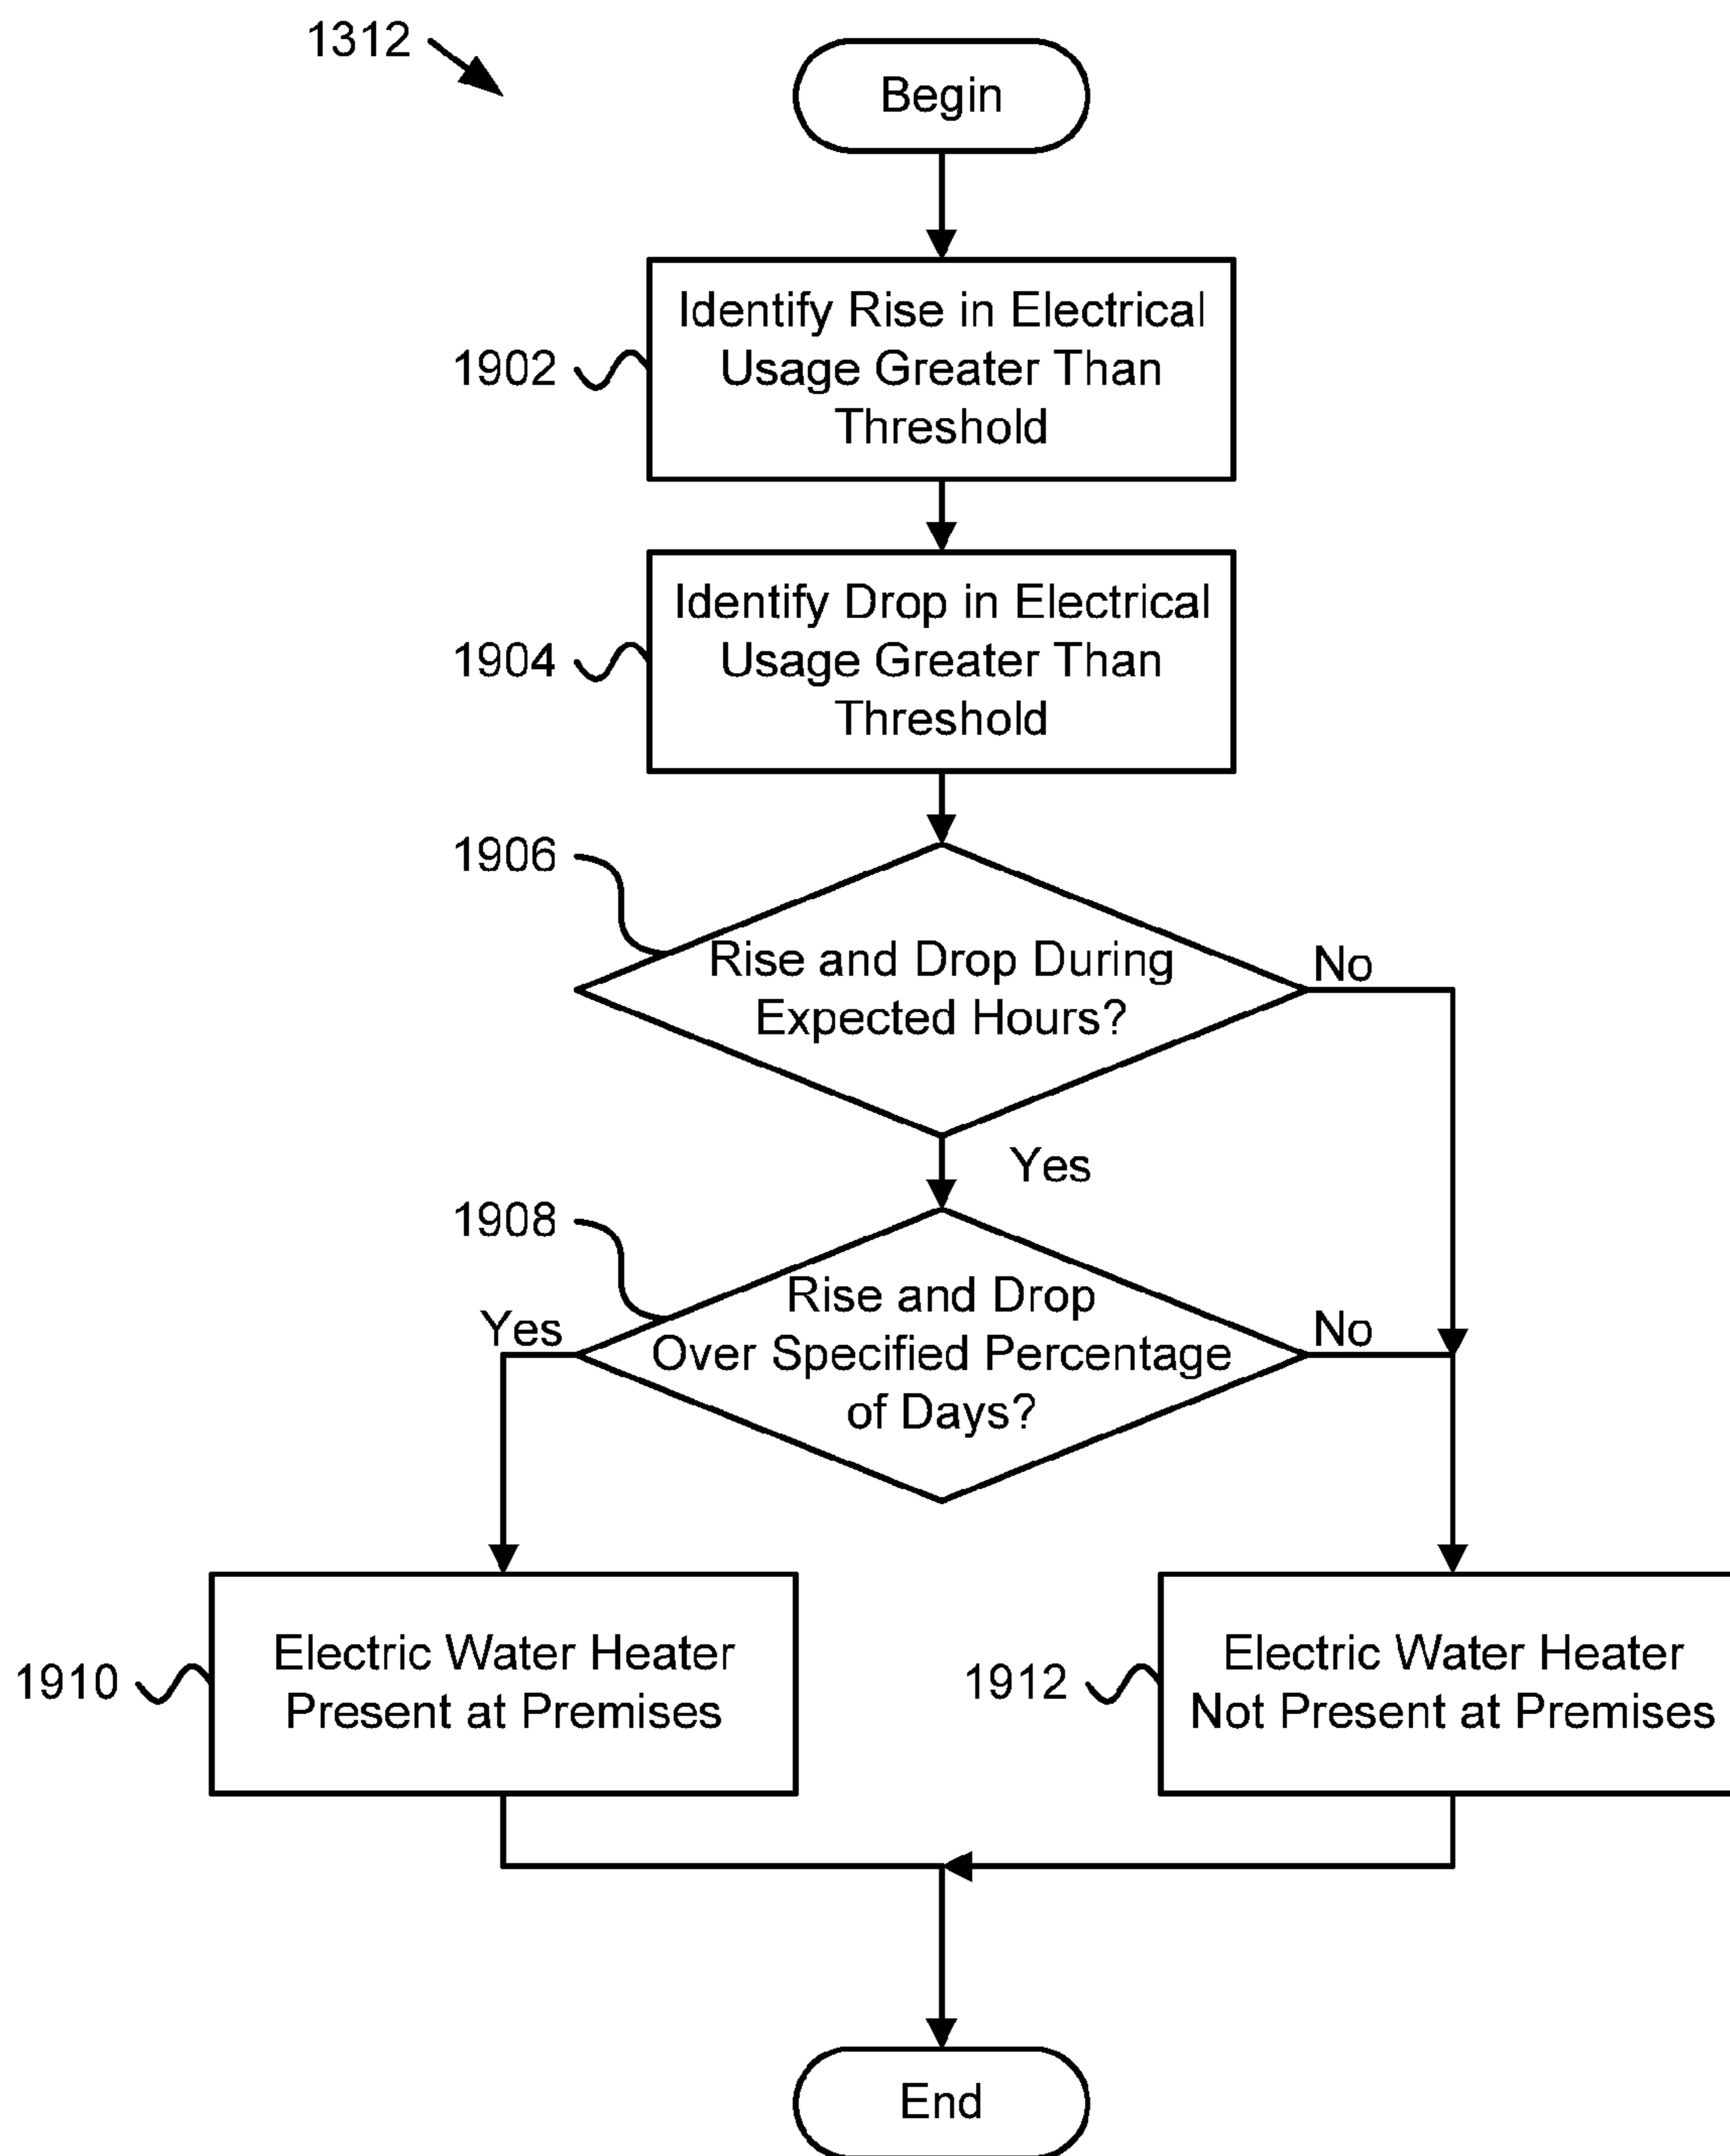 1312
Begin
Identify Rise in Electrical
1902
Usage Greater Than
Threshold
Identify Drop in Electrical
1904
Usage Greater Than
Threshold
1906
Rise and Drop During
No
Expected Hours?
Yes
1908
Rise and Drop
Yes
No
Over Specified Percentage
of Days?
1910
Electric Water Heater
Present at Premises
1912
Electric Water Heater
Not Present at Premises
End